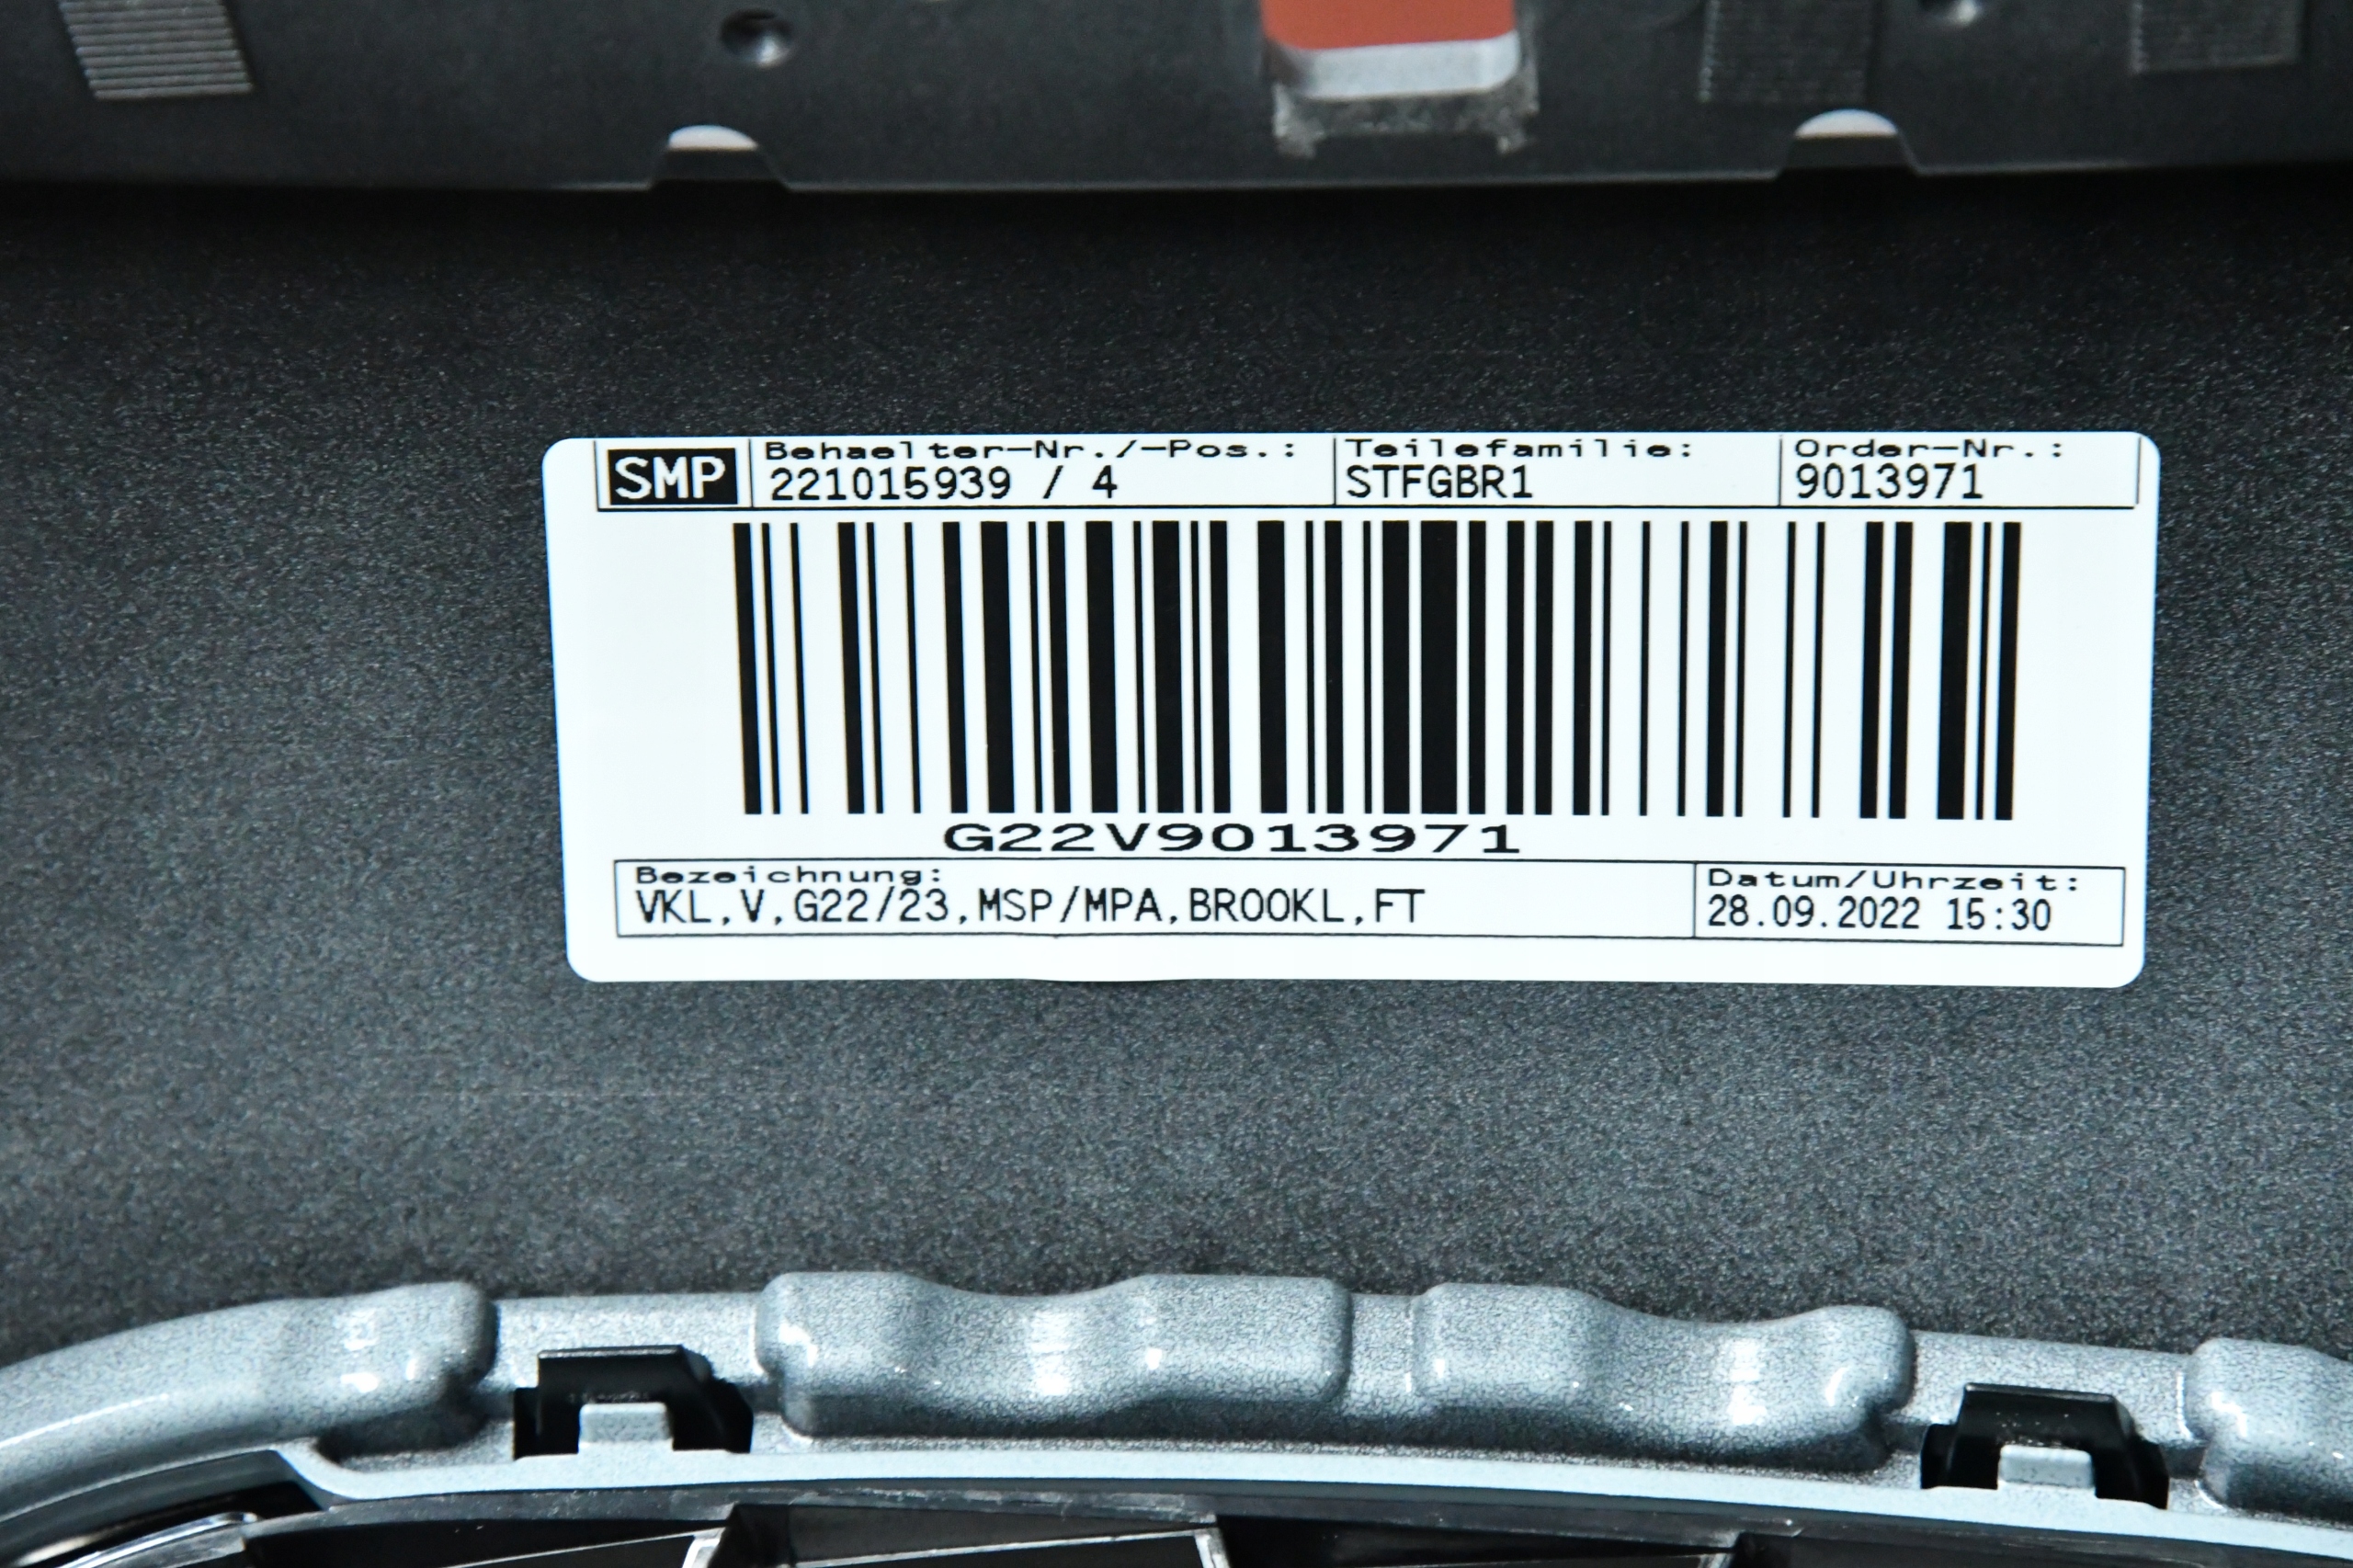 SMP
Behaelter-Nr./-Pos.: Teilefamilie: Order-Nr.:
221015939 / 4 STFGBR1 9013971
G22V9013971
Bezeichnung: Datum/Uhrzeit:
VKL,V,G22/23,MSP/MPA,BROOKL,FT 28.09.2022 15:30